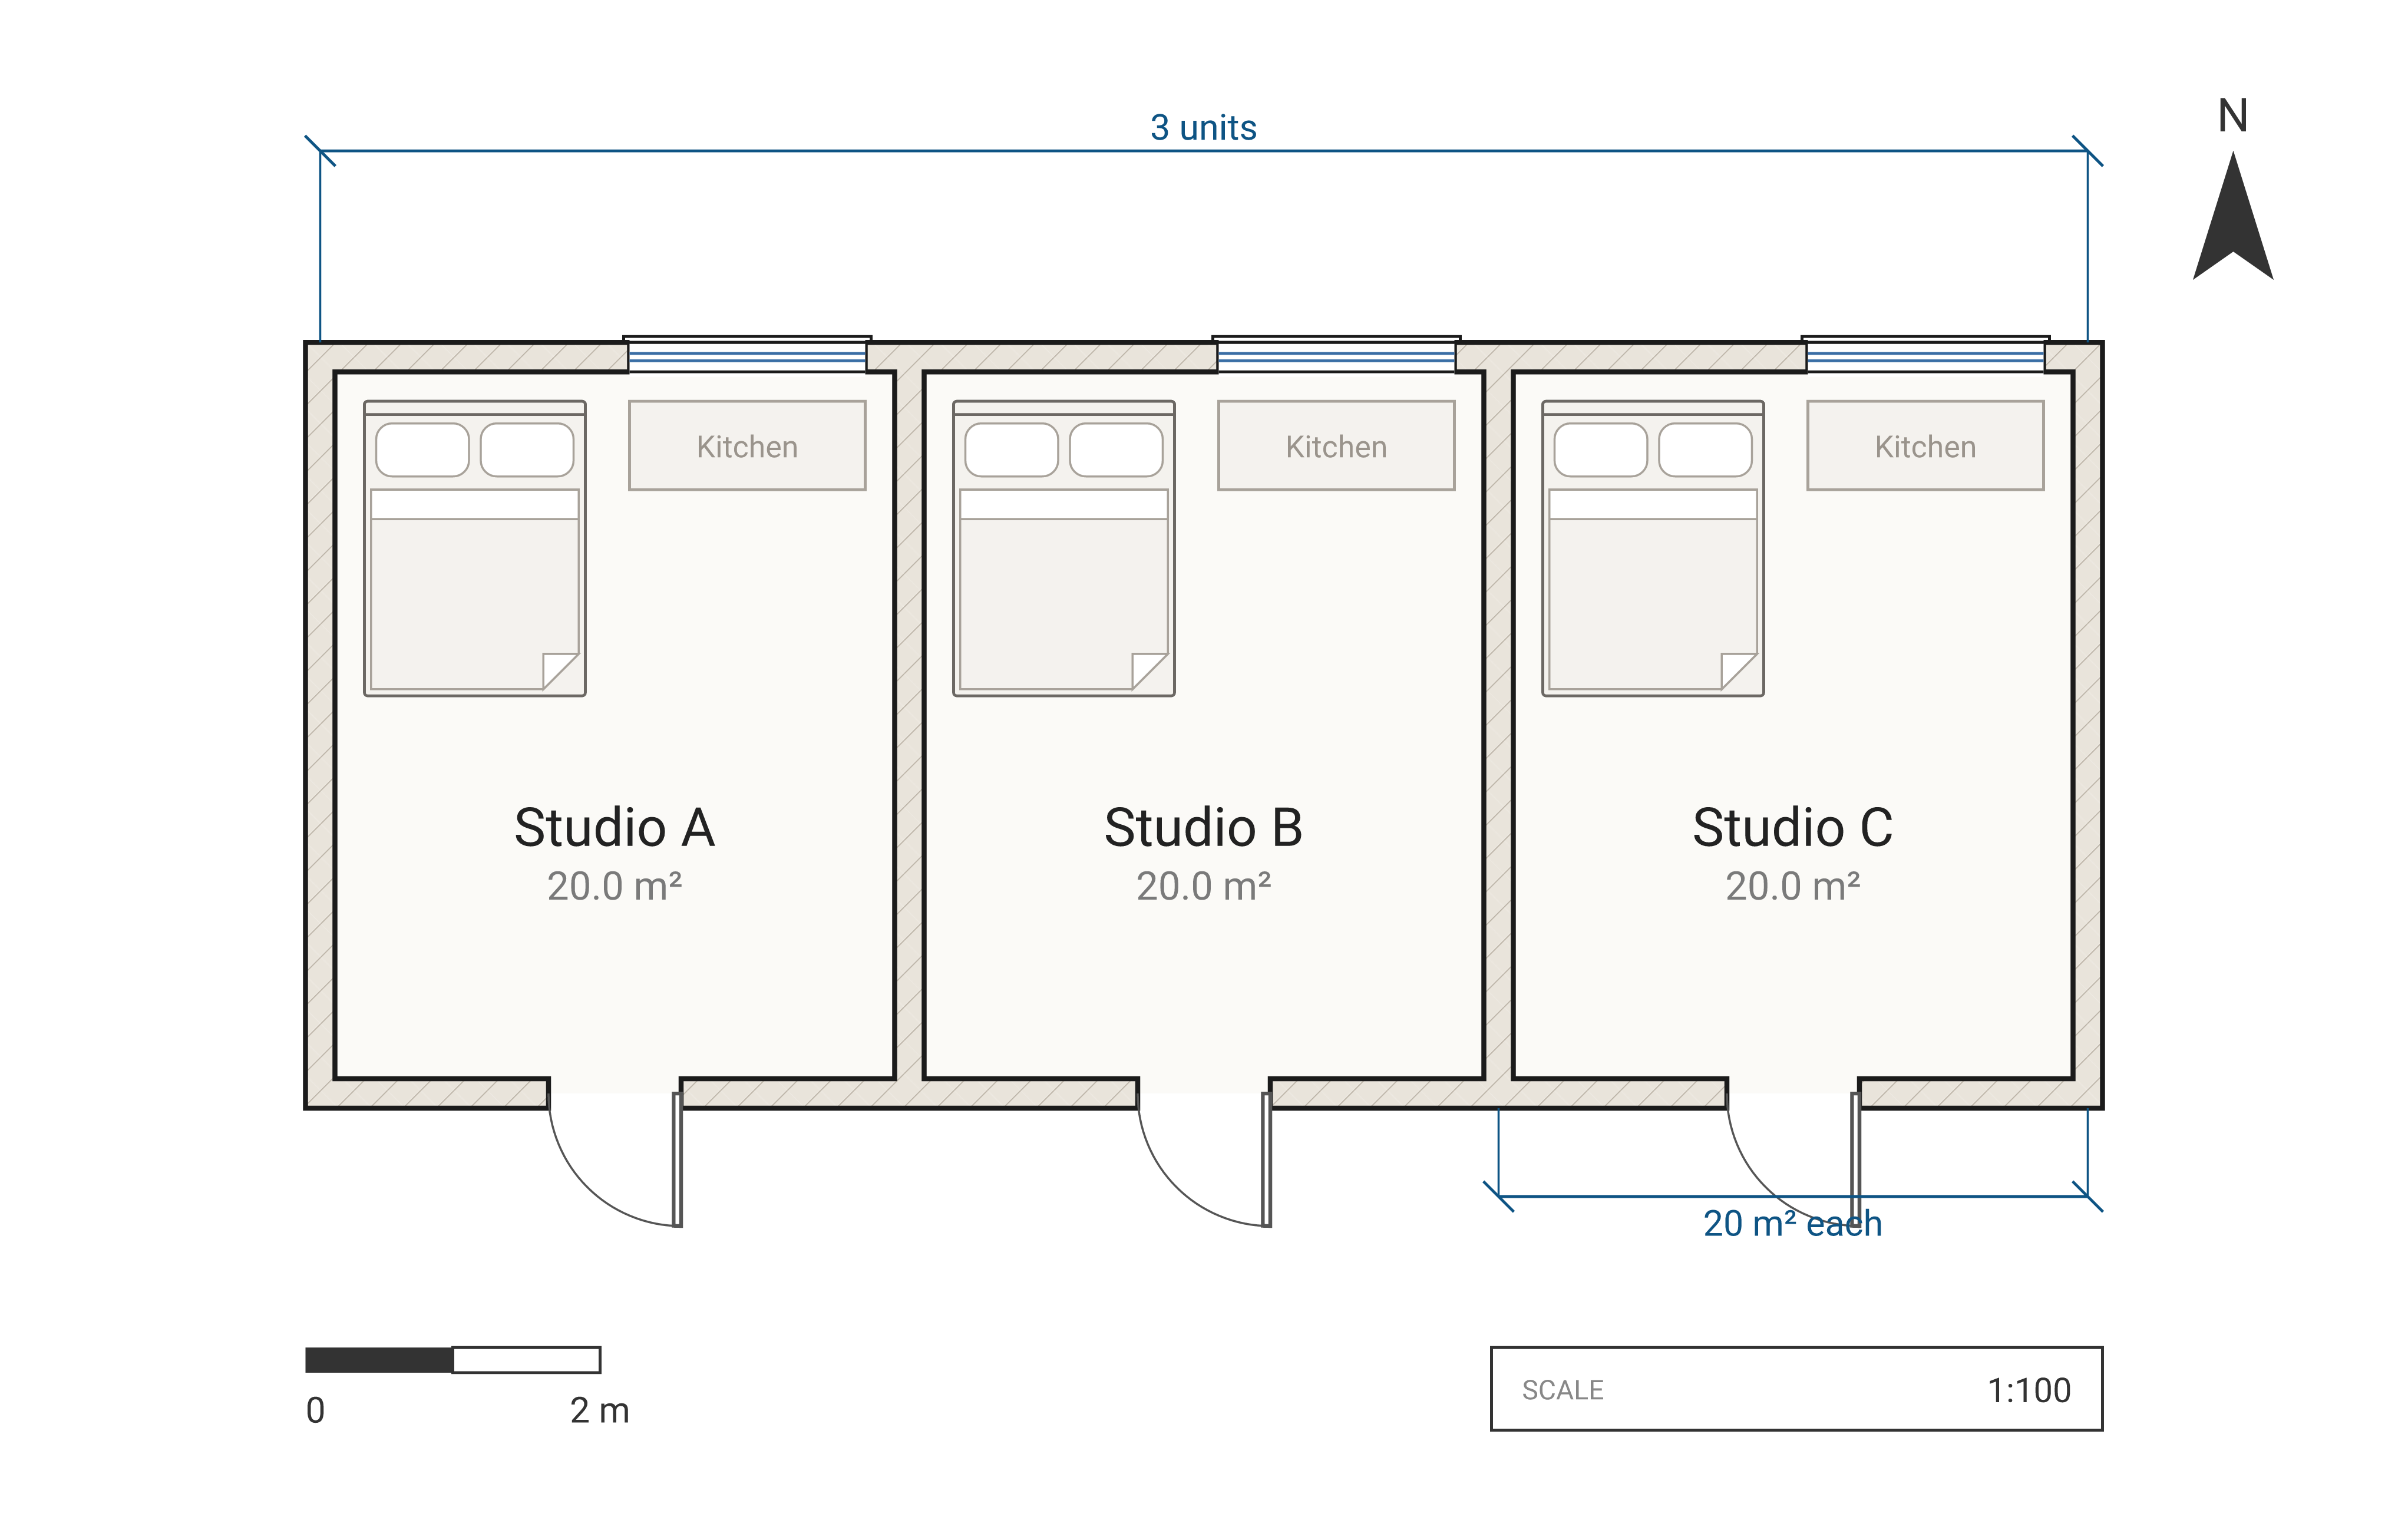 3 units
N
Kitchen
Kitchen
Kitchen
Studio A
20.0 m²
Studio B
20.0 m²
Studio C
20.0 m²
20 m² each
0
2 m
SCALE
1:100